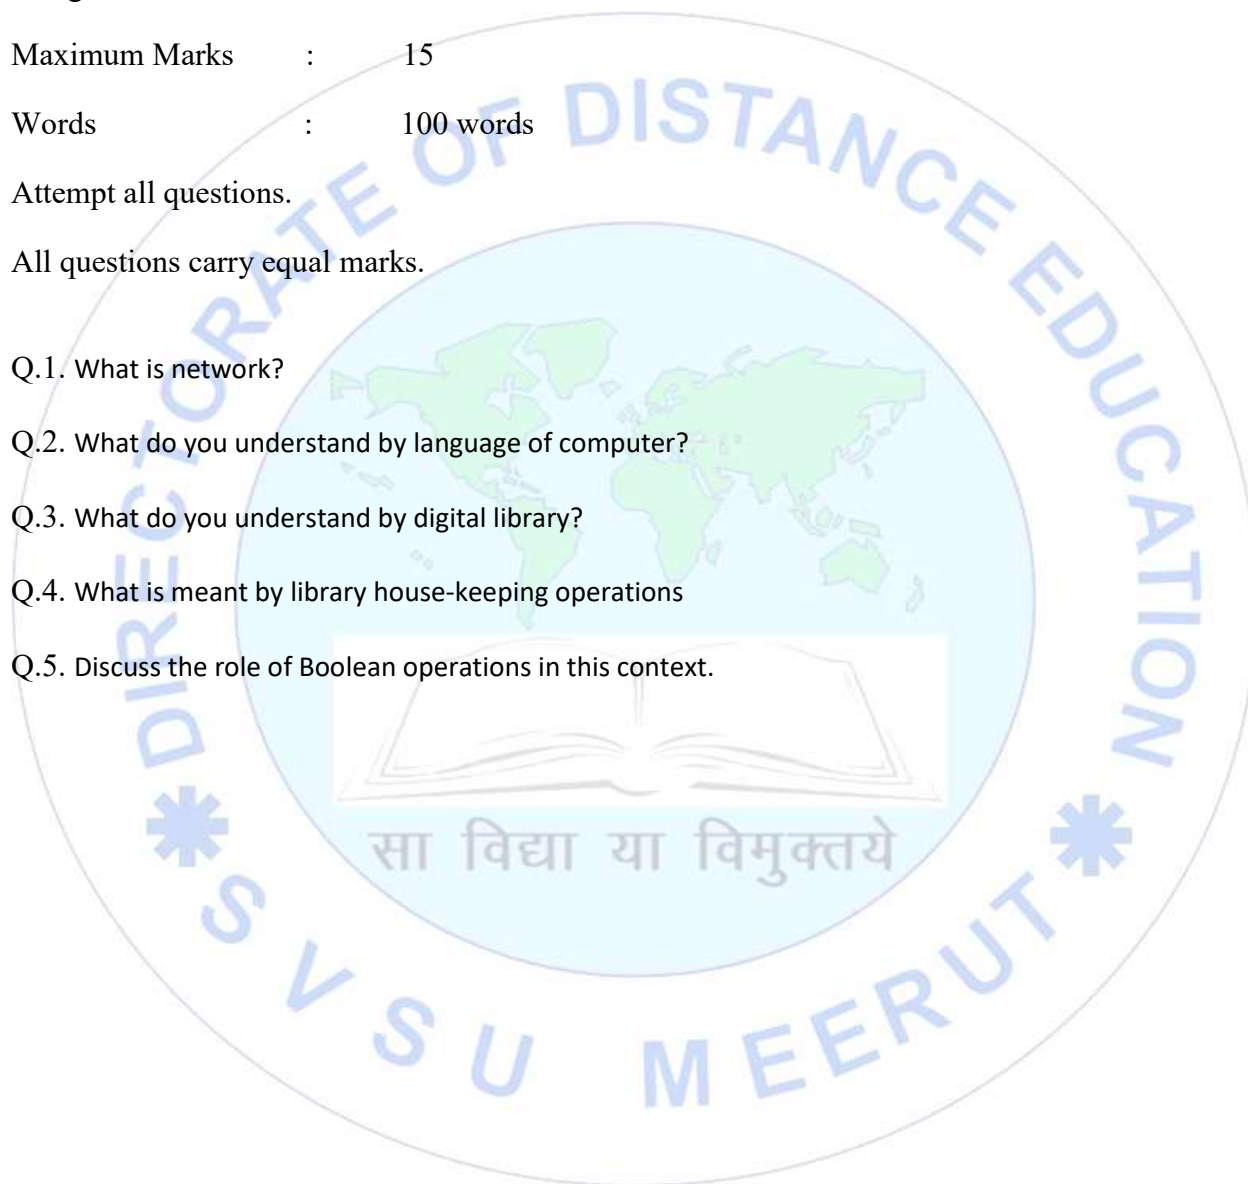 Maximum Marks : 15
Words : 100 words
Attempt all questions.
All questions carry equal marks.
Q.1. What is network?
Q.2. What do you understand by language of computer?
Q.3. What do you understand by digital library?
Q.4. What is meant by library house-keeping operations
Q.5. Discuss the role of Boolean operations in this context.
DIRECTORATE OF DISTANCE EDUCATION
सा विद्या या विमुक्तये
S V S U MEERUT